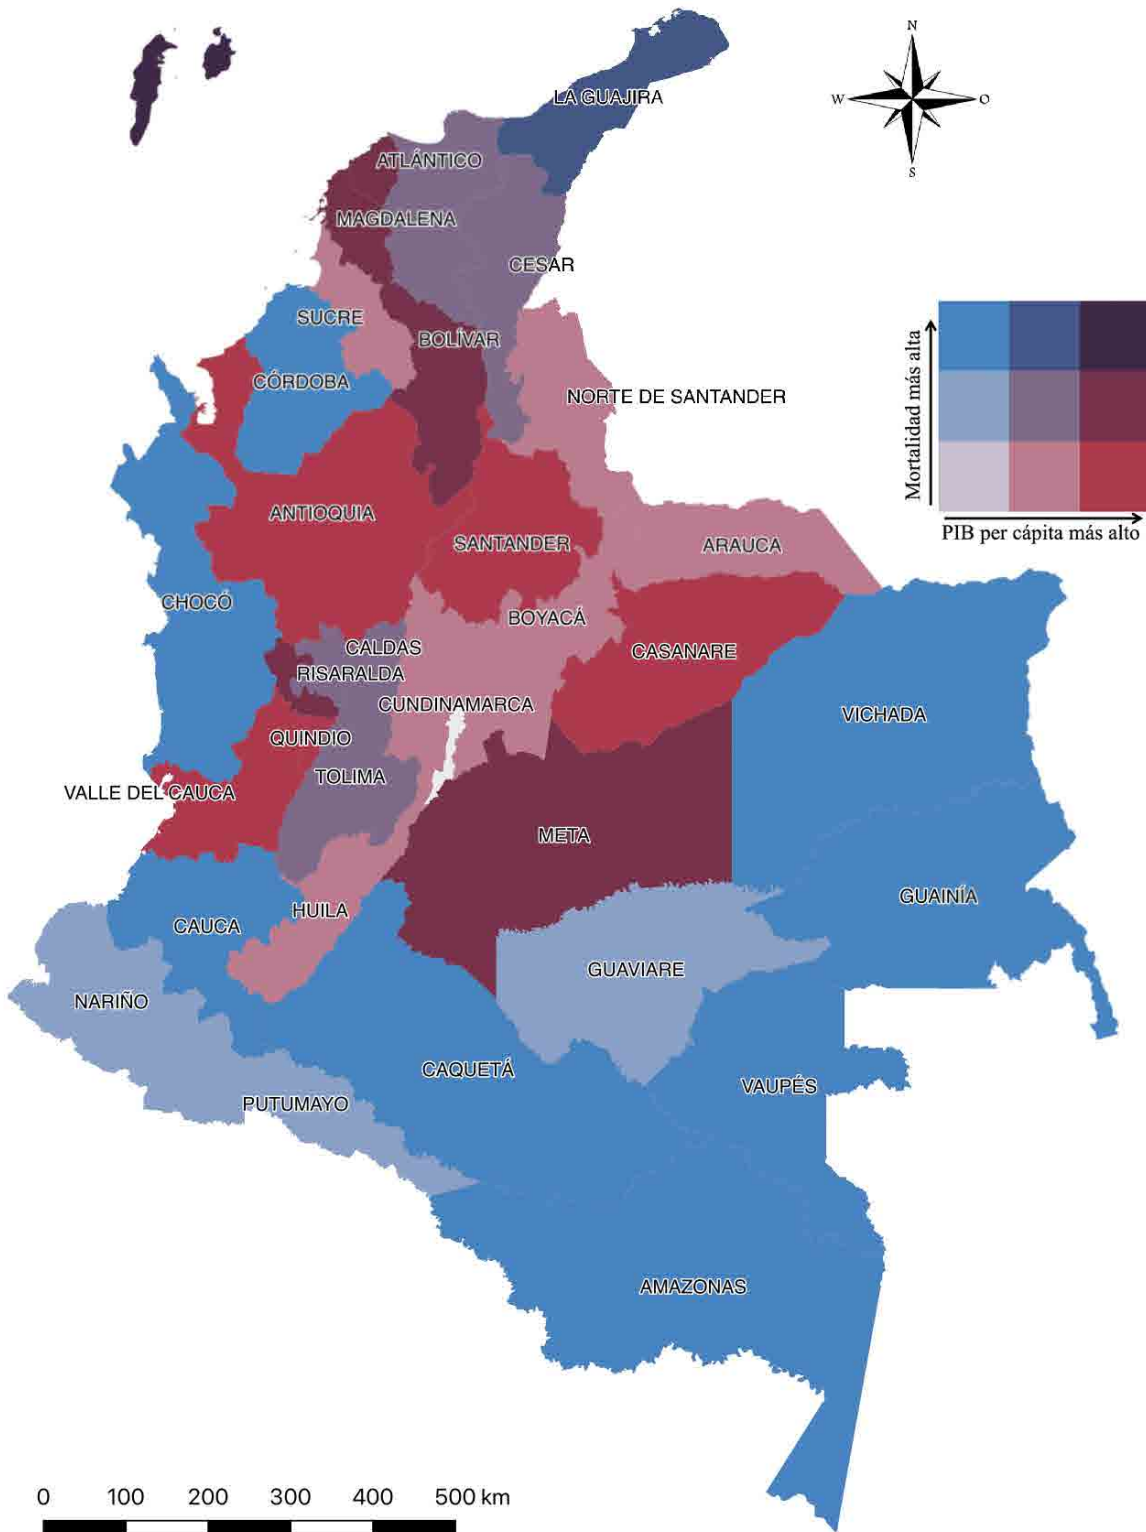 N
W
O
S
LA GUAJIRA
ATLÁNTICO
MAGDALENA
CESAR
SUCRE
BOLÍVAR
CÓRDOBA
NORTE DE SANTANDER
Mortalidad más alta
PIB per cápita más alto
ANTIOQUIA
SANTANDER
ARAUCA
CHOCÓ
BOYACÁ
CALDAS
CASANARE
RISARALDA
CUNDINAMARCA
VICHADA
QUINDIO
TOLIMA
VALLE DEL CAUCA
META
GUAINÍA
HUILA
CAUCA
GUAVIARE
NARIÑO
CAQUETÁ
VAUPÉS
PUTUMAYO
AMAZONAS
0 100 200 300 400 500 km